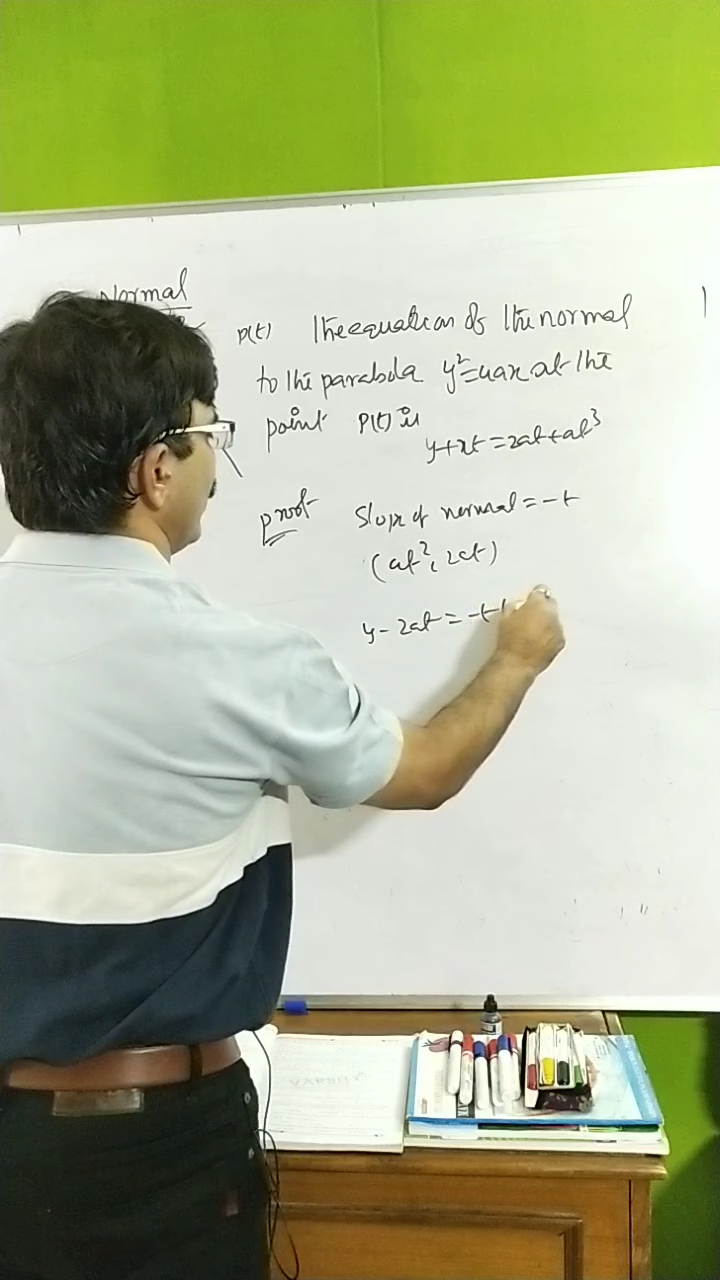 Normal
P(t) The equation of the normal
to the parabola y²=4ax at the
point P(t) is
y+xt=2at+at³
proof Slope of normal=-t
(at², 2at)
y-2at=-t(